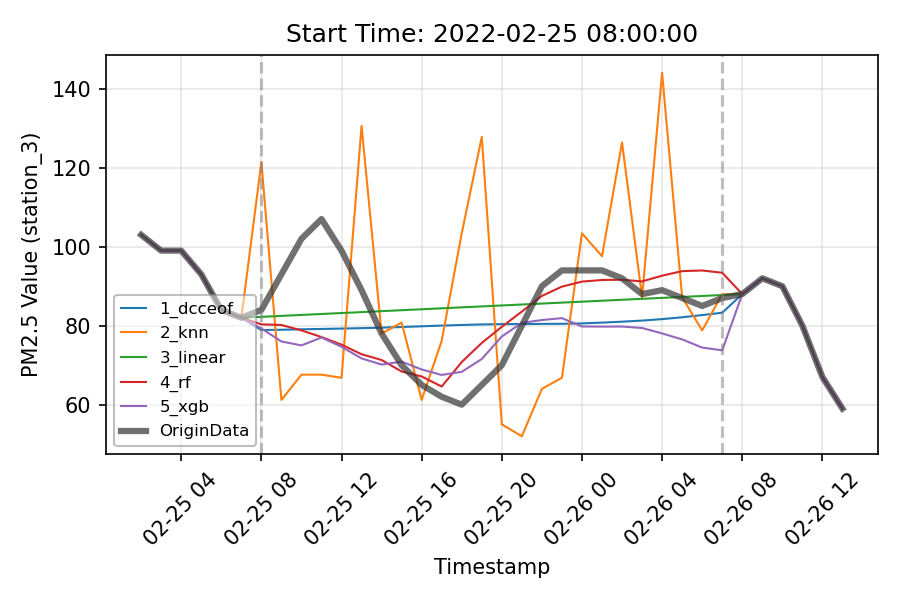 Start Time: 2022-02-25 08:00:00
PM2.5 Value (station_3)
140
120
100
80
60
1_dcceof
2_knn
3_linear
4_rf
5_xgb
OriginData
02-25 04
02-25 08
02-25 12
02-25 16
02-25 20
02-26 00
02-26 04
02-26 08
02-26 12
Timestamp